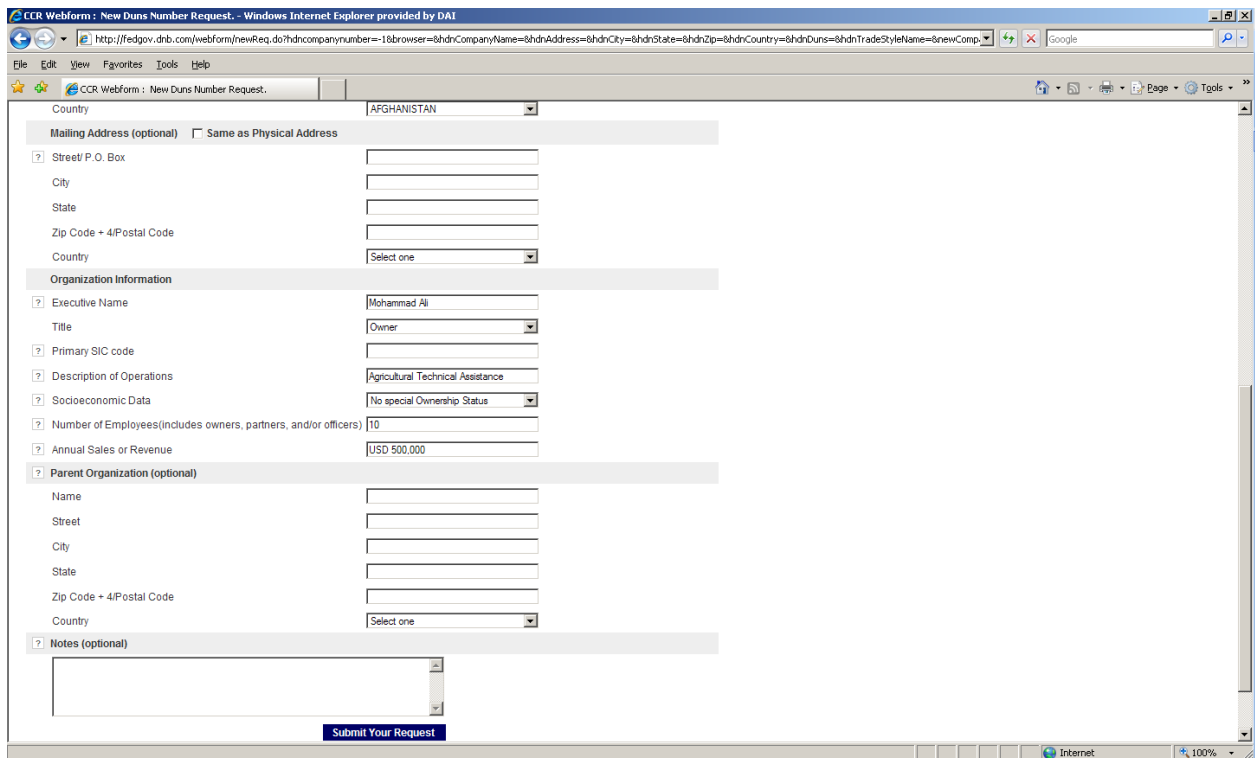 CCR Webform : New Duns Number Request. - Windows Internet Explorer provided by DAI
http://fedgov.dnb.com/webform/newReq.do?hdncompanynumber=-1&browser=&hdnCompanyName=&hdnAddress=&hdnCity=&hdnState=&hdnZip=&hdnCountry=&hdnDuns=&hdnTradeStyleName=&newComp. Google
File Edit View Favorites Tools Help
CCR Webform : New Duns Number Request. Page Tools »
Country AFGHANISTAN
Mailing Address (optional) Same as Physical Address
? Street/ P.O. Box
City
State
Zip Code + 4/Postal Code
Country Select one
Organization Information
? Executive Name Mohammad Ali
Title Owner
? Primary SIC code
? Description of Operations Agricultural Technical Assistance
? Socioeconomic Data No special Ownership Status
? Number of Employees(includes owners, partners, and/or officers) 10
? Annual Sales or Revenue USD 500,000
? Parent Organization (optional)
Name
Street
City
State
Zip Code + 4/Postal Code
Country Select one
? Notes (optional)
Submit Your Request
Internet 100%